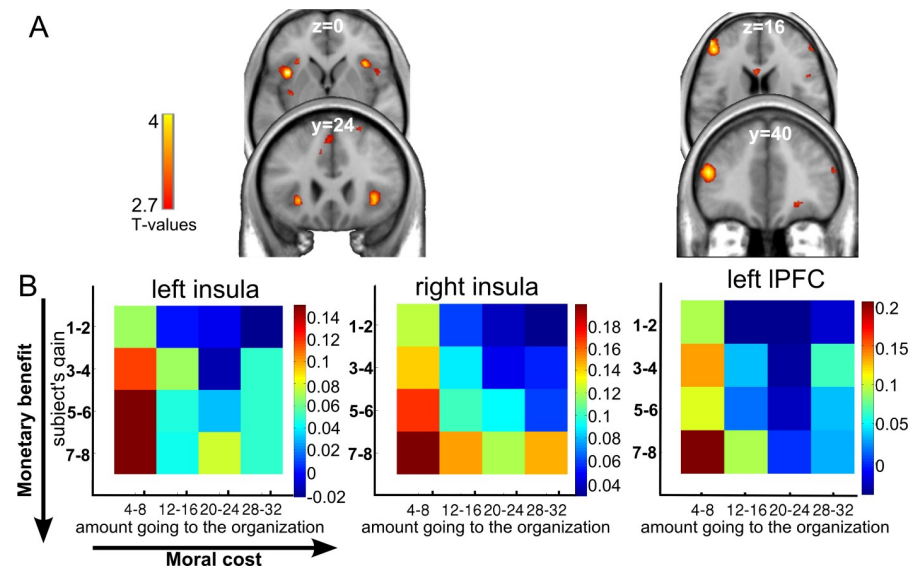 A
z=0
z=16
y=24
y=40
4
2.7
T-values
B
left insula
right insula
left lPFC
Monetary benefit
subject's gain
1-2
3-4
5-6
7-8
4-8 12-16 20-24 28-32
amount going to the organization
0.14
0.12
0.10
0.08
0.06
0.04
0.02
0
-0.02
1-2
3-4
5-6
7-8
4-8 12-16 20-24 28-32
amount going to the organization
0.18
0.16
0.14
0.12
0.1
0.08
0.06
0.04
1-2
3-4
5-6
7-8
4-8 12-16 20-24 28-32
amount going to the organization
0.2
0.15
0.1
0.05
0
Moral cost